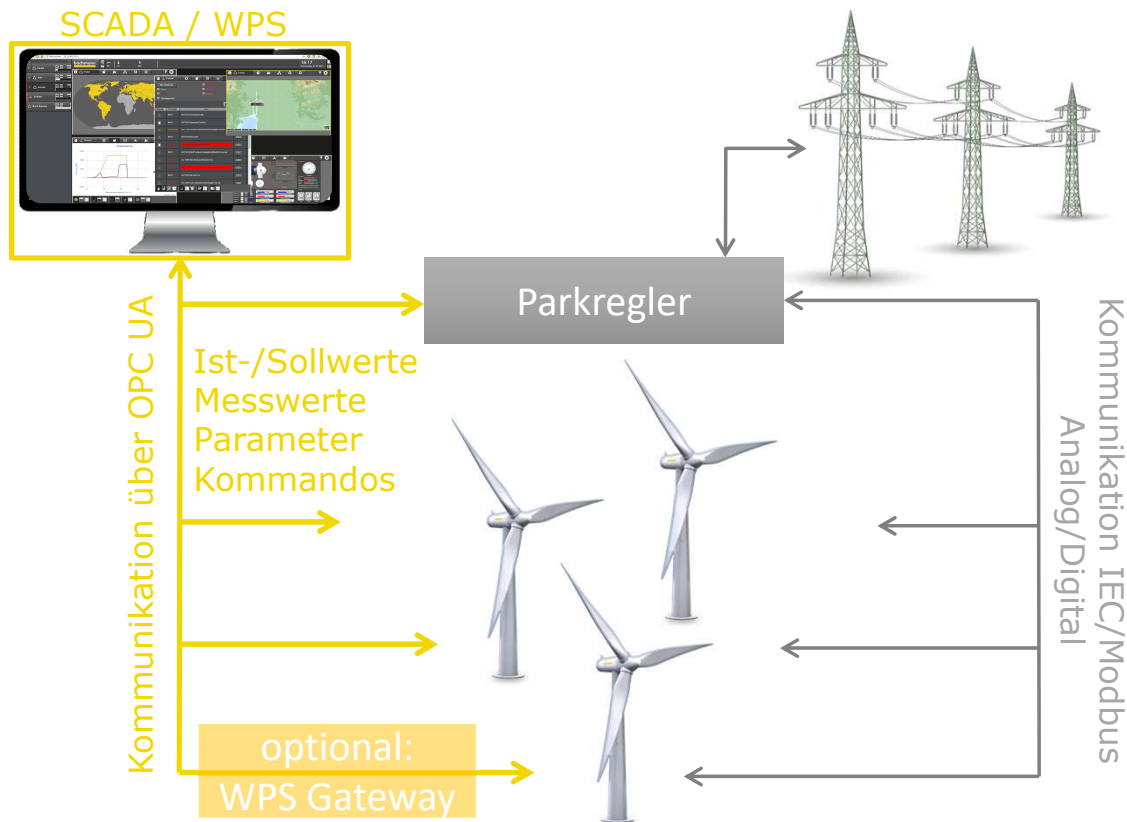 SCADA / WPS
bachmann
Parkregler
Kommunikation über OPC UA
Ist-/Sollwerte
Messwerte
Parameter
Kommandos
Kommunikation IEC/Modbus
Analog/Digital
optional:
WPS Gateway